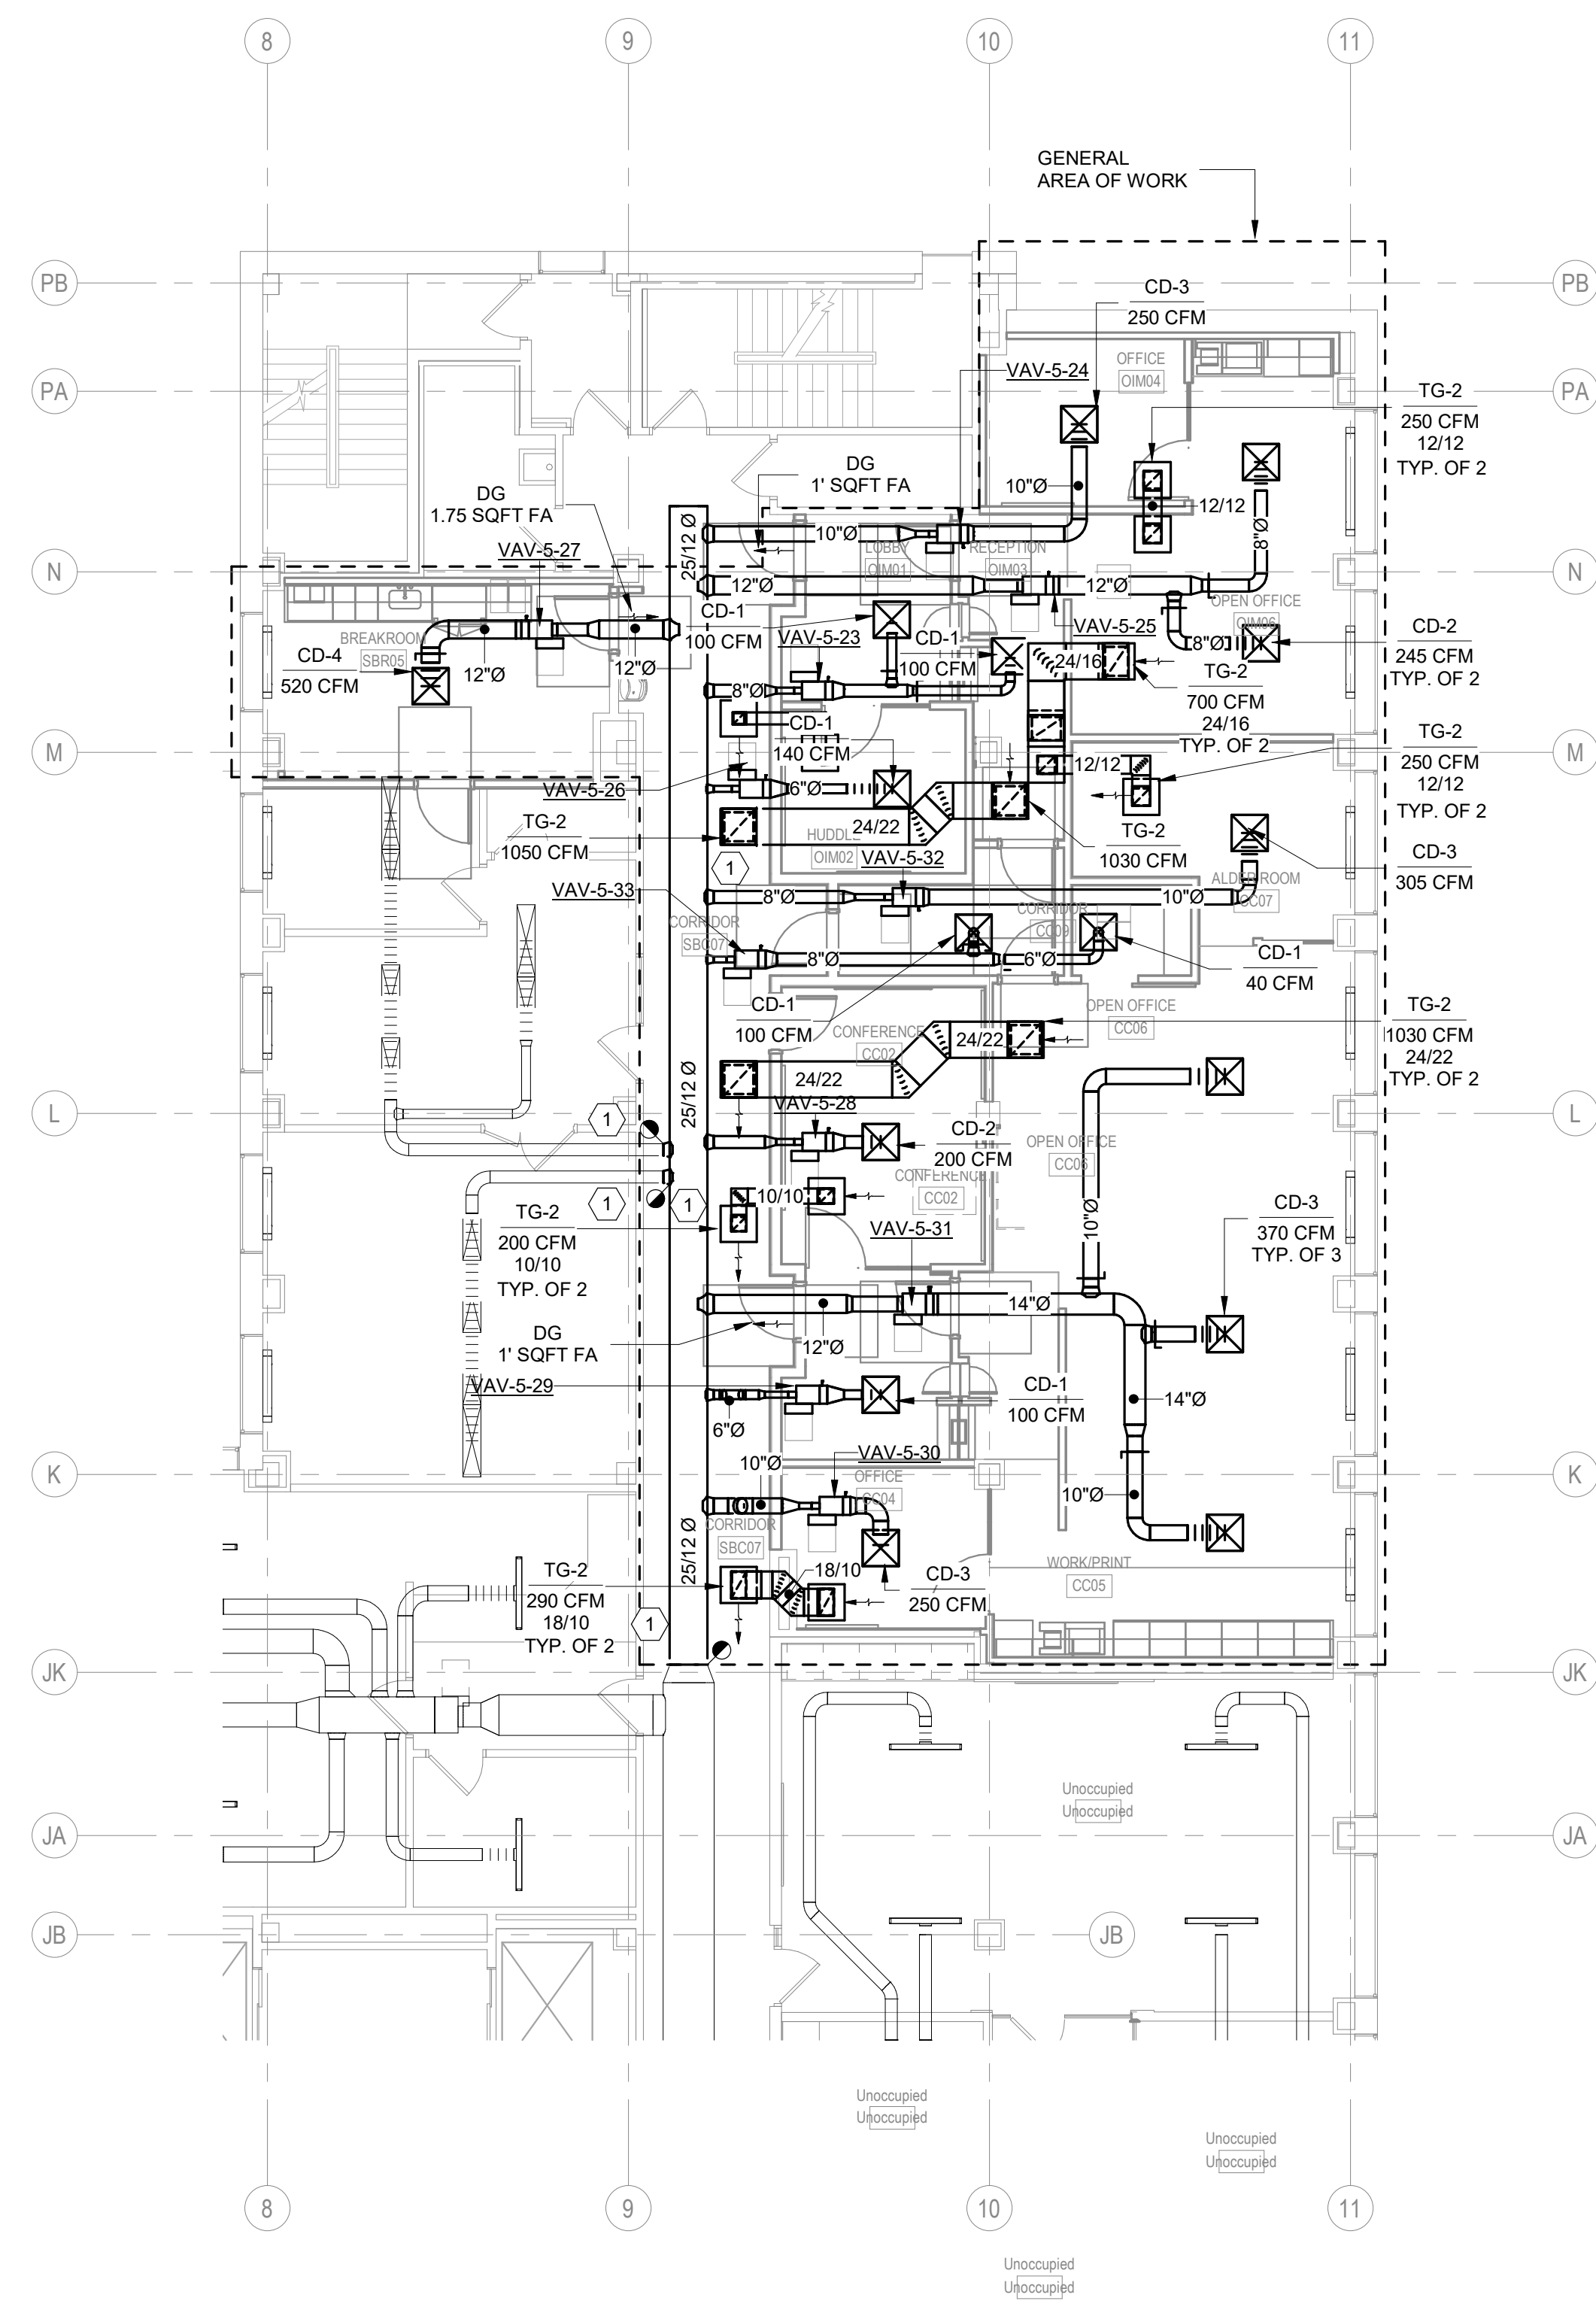 8
9
10
11
GENERAL
AREA OF WORK
PB
PB
CD-3
250 CFM
OFFICE
OIM04
VAV-5-24
PA
PA
TG-2
250 CFM
12/12
TYP. OF 2
DG
1' SQFT FA
DG
1.75 SQFT FA
10"Ø
12/12
8"Ø
VAV-5-27
25/12 Ø
10"Ø
LOBBY
OIM01
RECEPTION
OIM03
N
N
12"Ø
12"Ø
OPEN OFFICE
OIM06
CD-1
100 CFM
VAV-5-23
CD-1
100 CFM
VAV-5-25
8"Ø
CD-2
245 CFM
TYP. OF 2
BREAKROOM
SBR05
CD-4
520 CFM
12"Ø
12"Ø
24/16
TG-2
700 CFM
24/16
TYP. OF 2
8"Ø
CD-1
140 CFM
M
M
TG-2
250 CFM
12/12
TYP. OF 2
12/12
VAV-5-26
6"Ø
TG-2
1050 CFM
24/22
HUDDLE
OIM02
VAV-5-32
TG-2
1030 CFM
CD-3
305 CFM
1
VAV-5-33
8"Ø
10"Ø
ALDER ROOM
CC07
CORRIDOR
SBC07
CORRIDOR
CC09
8"Ø
6"Ø
CD-1
40 CFM
CD-1
100 CFM
CONFERENCE
CC02
OPEN OFFICE
CC06
24/22
TG-2
1030 CFM
24/22
TYP. OF 2
25/12 Ø
24/22
VAV-5-28
L
L
1
CD-2
200 CFM
OPEN OFFICE
CC06
CONFERENCE
CC02
1
1
10/10
TG-2
200 CFM
10/10
TYP. OF 2
VAV-5-31
10"Ø
CD-3
370 CFM
TYP. OF 3
14"Ø
DG
1' SQFT FA
12"Ø
VAV-5-29
CD-1
100 CFM
14"Ø
6"Ø
10"Ø
VAV-5-30
K
K
OFFICE
CC04
10"Ø
25/12 Ø
CORRIDOR
SBC07
WORK/PRINT
CC05
TG-2
290 CFM
18/10
TYP. OF 2
18/10
CD-3
250 CFM
1
JK
JK
Unoccupied
Unoccupied
JA
JA
JB
JB
Unoccupied
Unoccupied
Unoccupied
Unoccupied
8
9
10
11
Unoccupied
Unoccupied